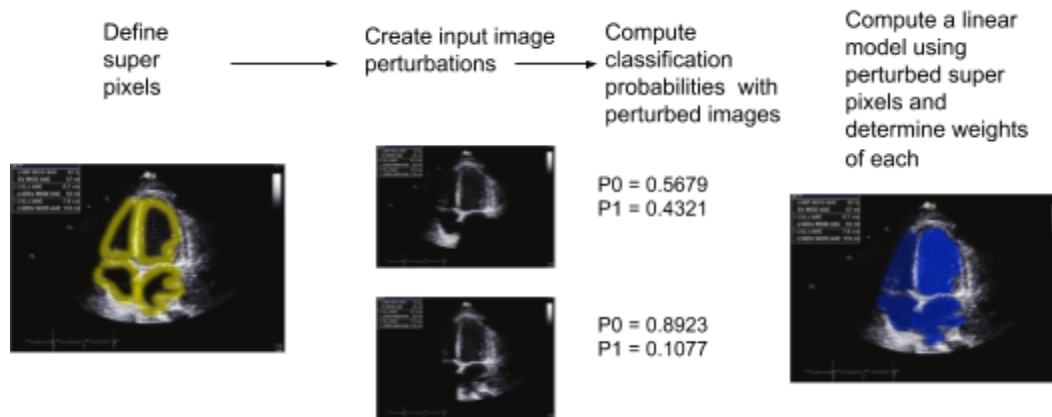 Define
super
pixels
Create input image
perturbations
Compute
classification
probabilities with
perturbed images
Compute a linear
model using
perturbed super
pixels and
determine weights
of each
P0 = 0.5679
P1 = 0.4321
P0 = 0.8923
P1 = 0.1077